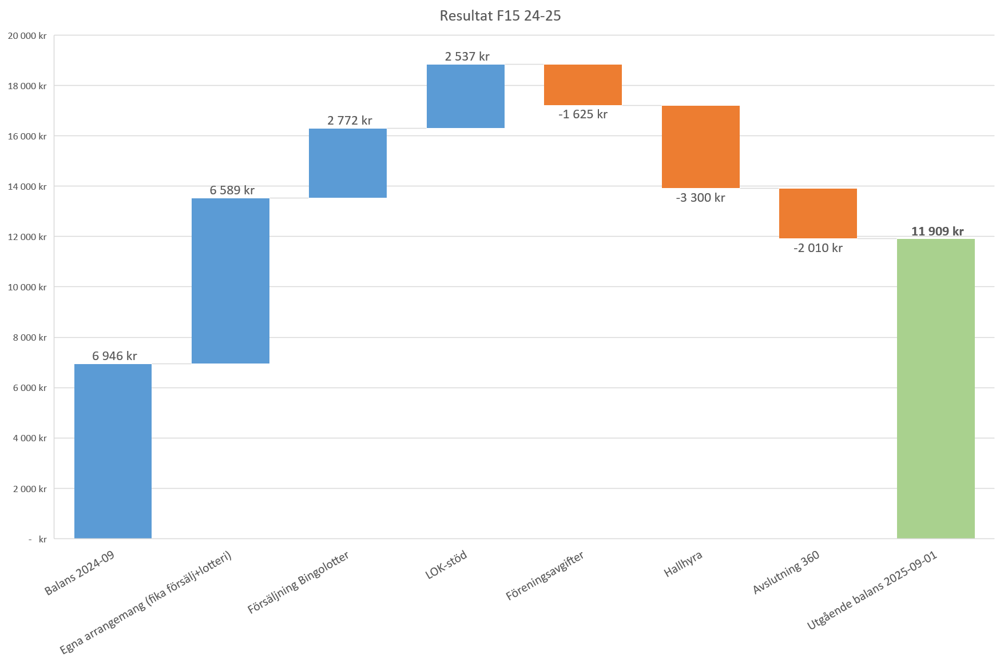 Resultat F15 24-25
20 000 kr
18 000 kr
16 000 kr
14 000 kr
12 000 kr
10 000 kr
8 000 kr
6 000 kr
4 000 kr
2 000 kr
- kr
6 946 kr
6 589 kr
2 772 kr
2 537 kr
-1 625 kr
-3 300 kr
-2 010 kr
11 909 kr
Balans 2024-09
Egna arrangemang (fika försälj+lotteri)
Försäljning Bingolotter
LOK-stöd
Föreningsavgifter
Hallhyra
Avslutning 360
Utgående balans 2025-09-01